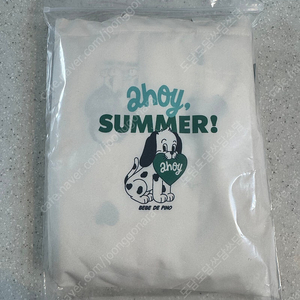 ahoy,
SUMMER!
ahoy
BEBE DE PINO